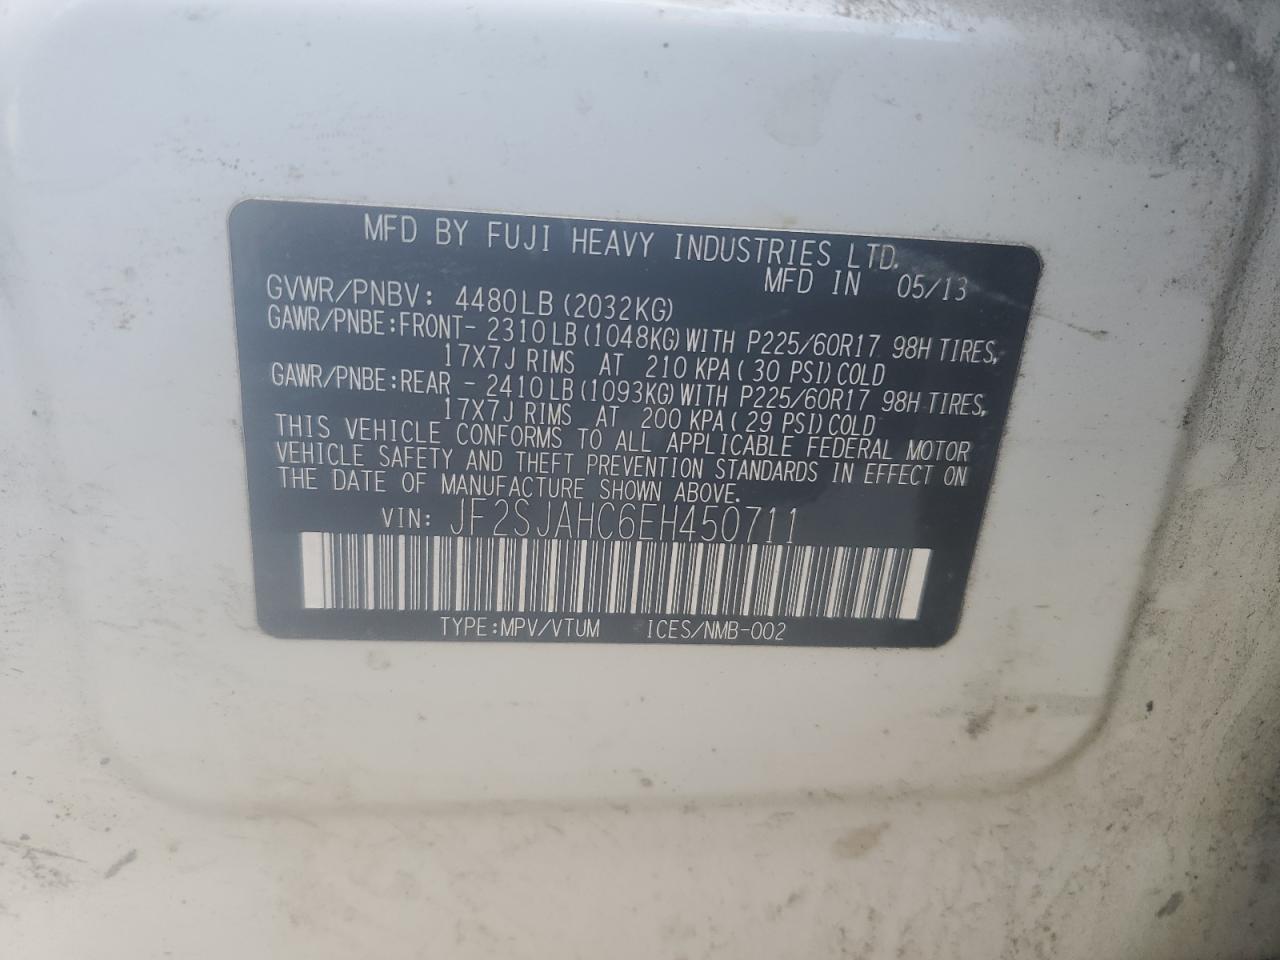 MFD BY FUJI HEAVY INDUSTRIES LTD.
MFD IN 05/13
GVWR/PNBV: 4480LB (2032KG)
GAWR/PNBE:FRONT- 2310LB (1048KG) WITH P225/60R17 98H TIRES,
17X7J RIMS AT 210 KPA ( 30 PSI) COLD
GAWR/PNBE:REAR - 2410LB (1093KG) WITH P225/60R17 98H TIRES,
17X7J RIMS AT 200 KPA ( 29 PSI) COLD
THIS VEHICLE CONFORMS TO ALL APPLICABLE FEDERAL MOTOR
VEHICLE SAFETY AND THEFT PREVENTION STANDARDS IN EFFECT ON
THE DATE OF MANUFACTURE SHOWN ABOVE.
VIN: JF2SJAHC6EH450711
TYPE:MPV/VTUM ICES/NMB-002